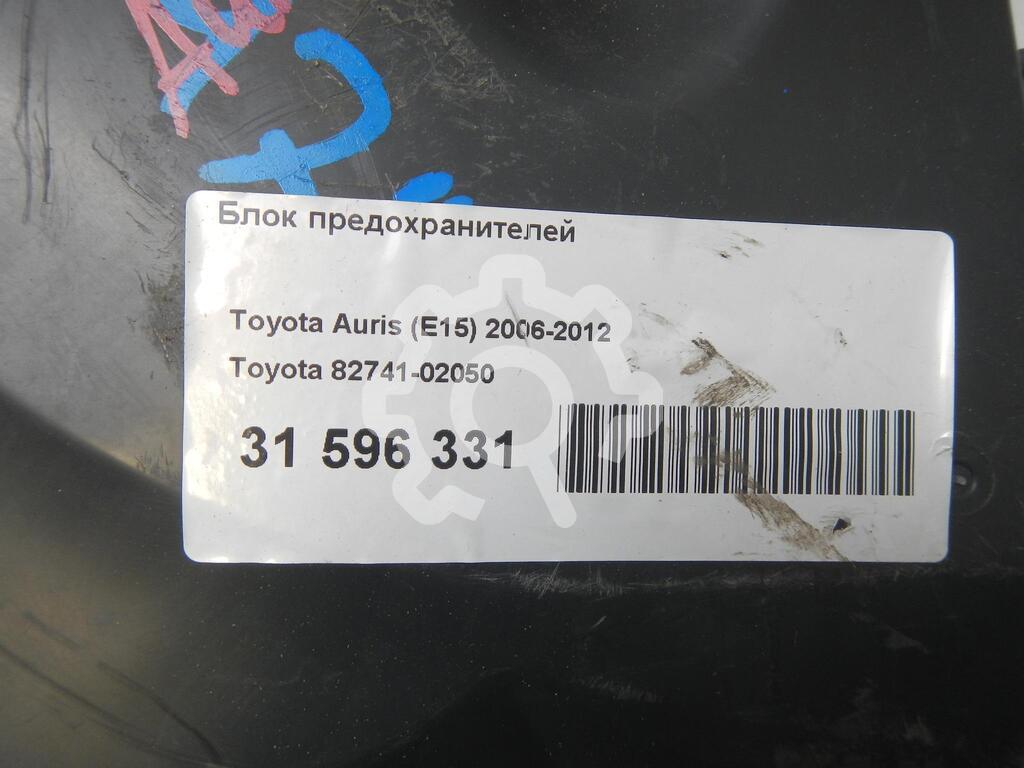 Блок предохранителей
Toyota Auris (E15) 2006-2012
Toyota 82741-02050
31 596 331